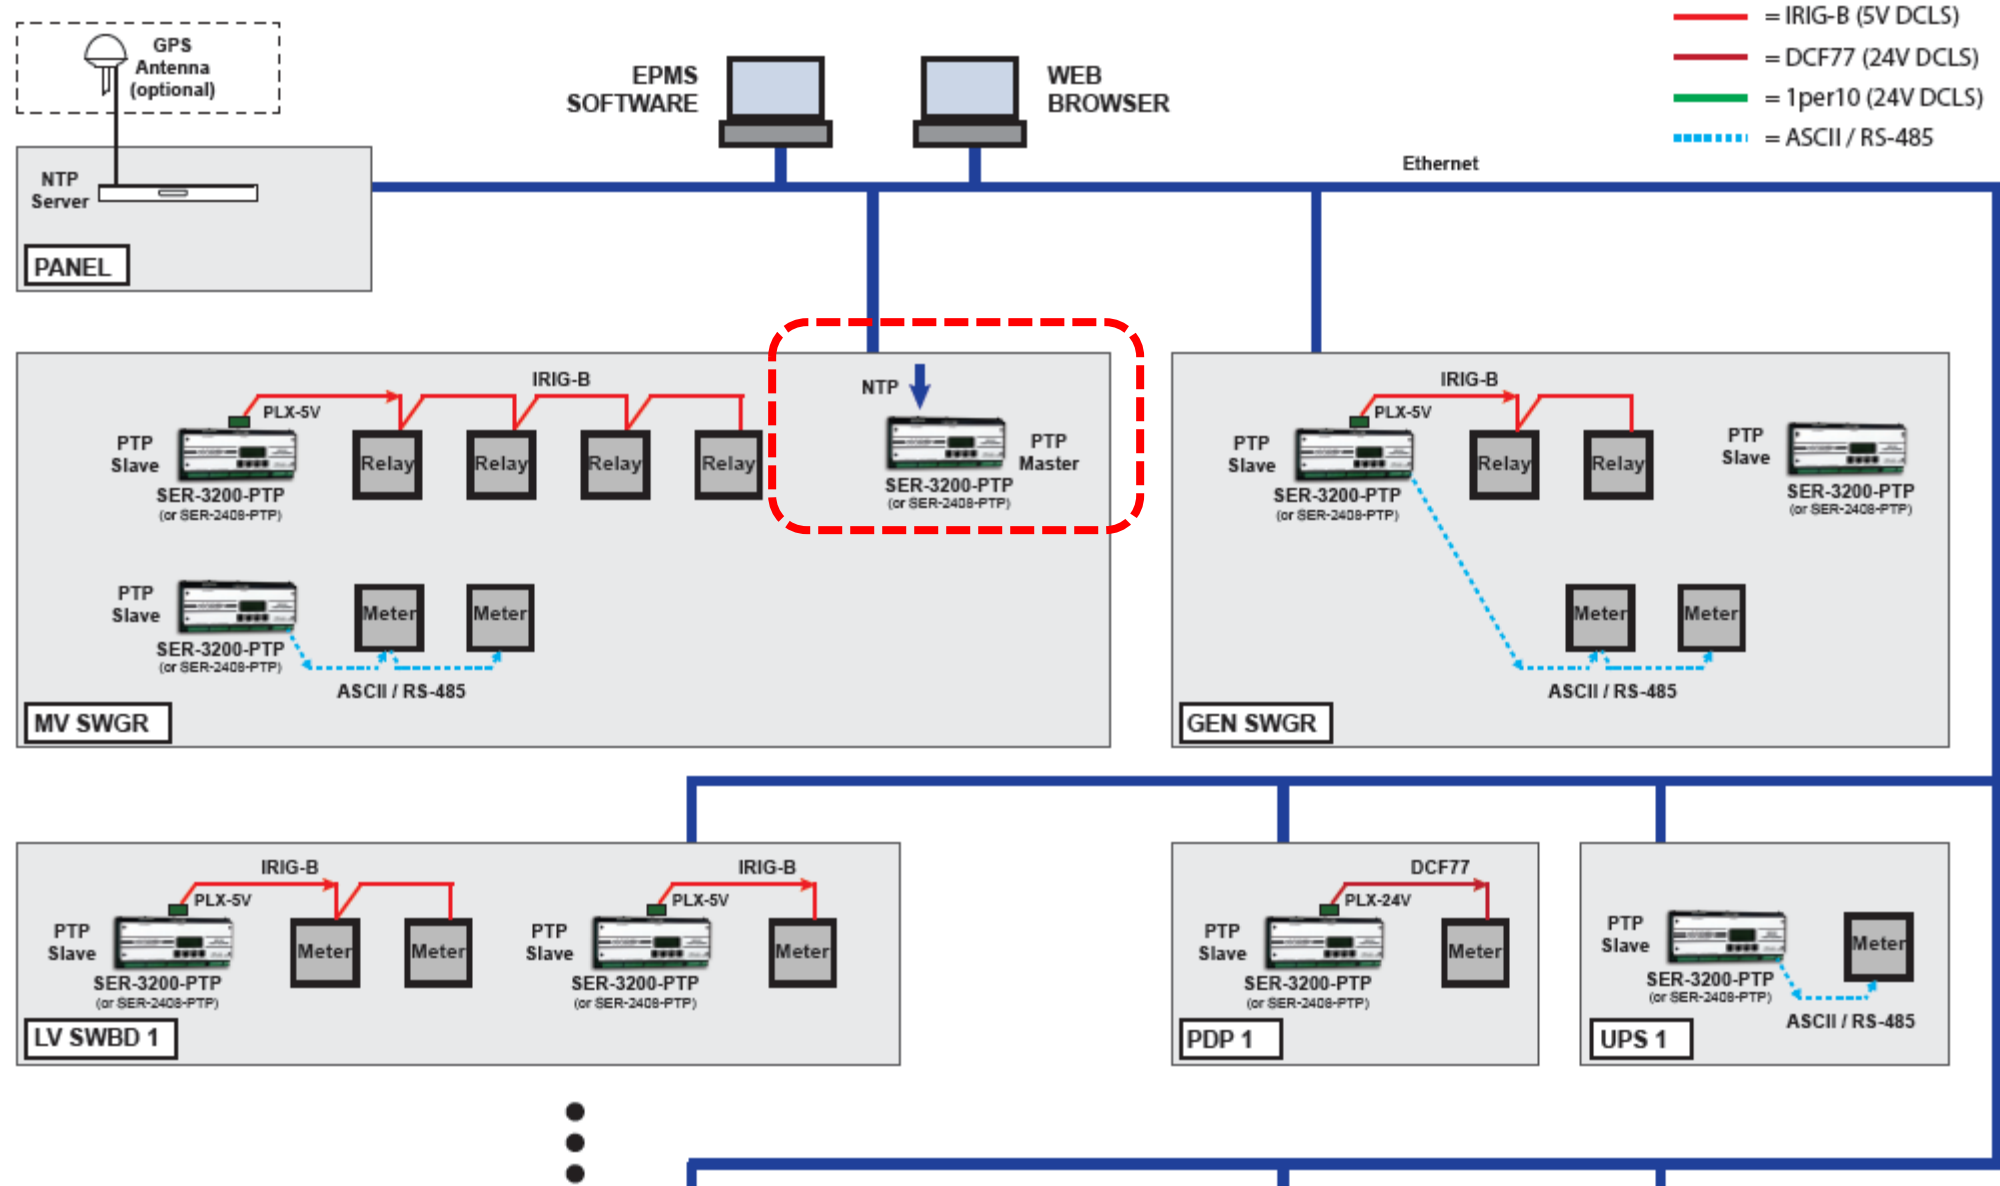 GPS
Antenna
(optional)
NTP
Server
PANEL
EPMS
SOFTWARE
WEB
BROWSER
= IRIG-B (5V DCLS)
= DCF77 (24V DCLS)
= 1per10 (24V DCLS)
= ASCII / RS-485
Ethernet
IRIG-B
PLX-5V
PTP
Slave
SER-3200-PTP
(or SER-2408-PTP)
Relay
Relay
Relay
Relay
NTP
PTP
Master
SER-3200-PTP
(or SER-2408-PTP)
PTP
Slave
SER-3200-PTP
(or SER-2408-PTP)
Meter
Meter
ASCII / RS-485
MV SWGR
IRIG-B
PLX-5V
PTP
Slave
SER-3200-PTP
(or SER-2408-PTP)
Relay
Relay
PTP
Slave
SER-3200-PTP
(or SER-2408-PTP)
Meter
Meter
ASCII / RS-485
GEN SWGR
IRIG-B
PLX-5V
PTP
Slave
SER-3200-PTP
(or SER-2408-PTP)
Meter
Meter
IRIG-B
PLX-5V
PTP
Slave
SER-3200-PTP
(or SER-2408-PTP)
Meter
LV SWBD 1
DCF77
PLX-24V
PTP
Slave
SER-3200-PTP
(or SER-2408-PTP)
Meter
PDP 1
PTP
Slave
SER-3200-PTP
(or SER-2408-PTP)
Meter
ASCII / RS-485
UPS 1